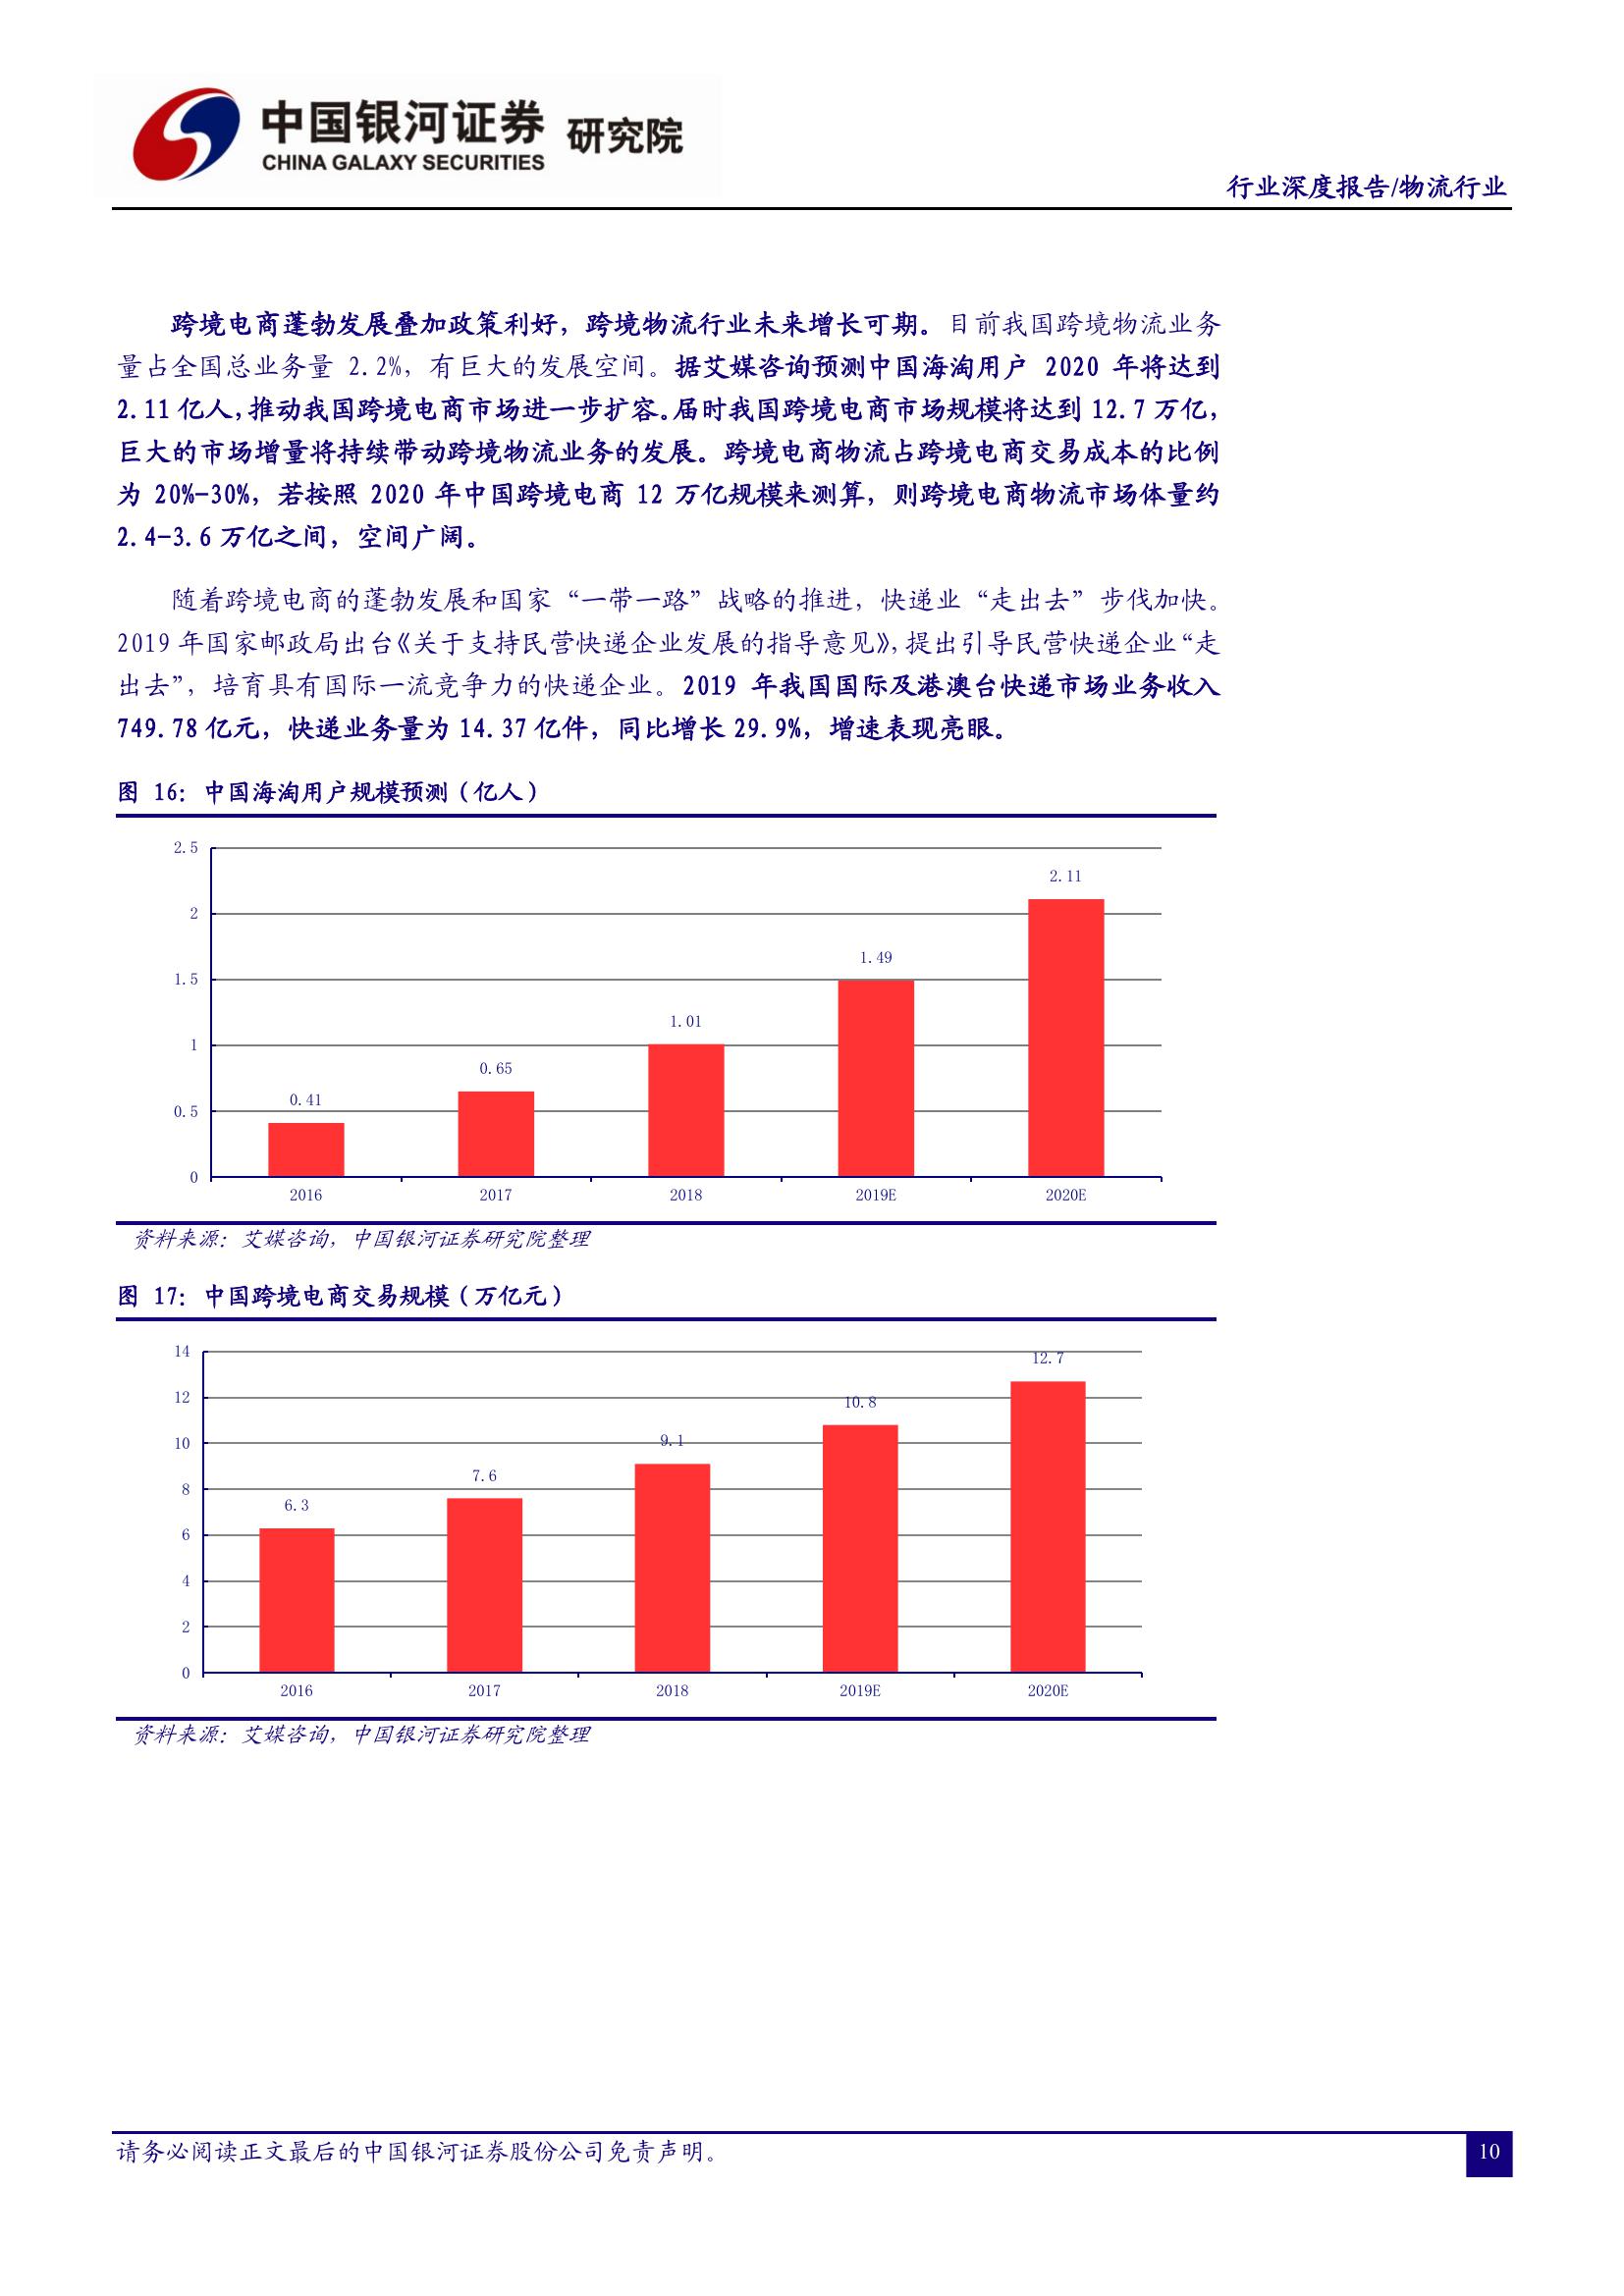 中国银河证券 研究院
CHINA GALAXY SECURITIES
行业深度报告/物流行业
跨境电商蓬勃发展叠加政策利好，跨境物流行业未来增长可期。目前我国跨境物流业务
量占全国总业务量 2.2%，有巨大的发展空间。据艾媒咨询预测中国海淘用户 2020 年将达到
2.11 亿人，推动我国跨境电商市场进一步扩容。届时我国跨境电商市场规模将达到 12.7 万亿，
巨大的市场增量将持续带动跨境物流业务的发展。跨境电商物流占跨境电商交易成本的比例
为 20%-30%，若按照 2020 年中国跨境电商 12 万亿规模来测算，则跨境电商物流市场体量约
2.4-3.6 万亿之间，空间广阔。
随着跨境电商的蓬勃发展和国家“一带一路”战略的推进，快递业“走出去”步伐加快。
2019 年国家邮政局出台《关于支持民营快递企业发展的指导意见》，提出引导民营快递企业“走
出去”，培育具有国际一流竞争力的快递企业。2019 年我国国际及港澳台快递市场业务收入
749.78 亿元，快递业务量为 14.37 亿件，同比增长 29.9%，增速表现亮眼。
图 16：中国海淘用户规模预测（亿人）
2.5
2
1.5
1
0.5
0
0.41
0.65
1.01
1.49
2.11
2016
2017
2018
2019E
2020E
资料来源：艾媒咨询，中国银河证券研究院整理
图 17：中国跨境电商交易规模（万亿元）
14
12
10
8
6
4
2
0
6.3
7.6
9.1
10.8
12.7
2016
2017
2018
2019E
2020E
资料来源：艾媒咨询，中国银河证券研究院整理
请务必阅读正文最后的中国银河证券股份公司免责声明。
10